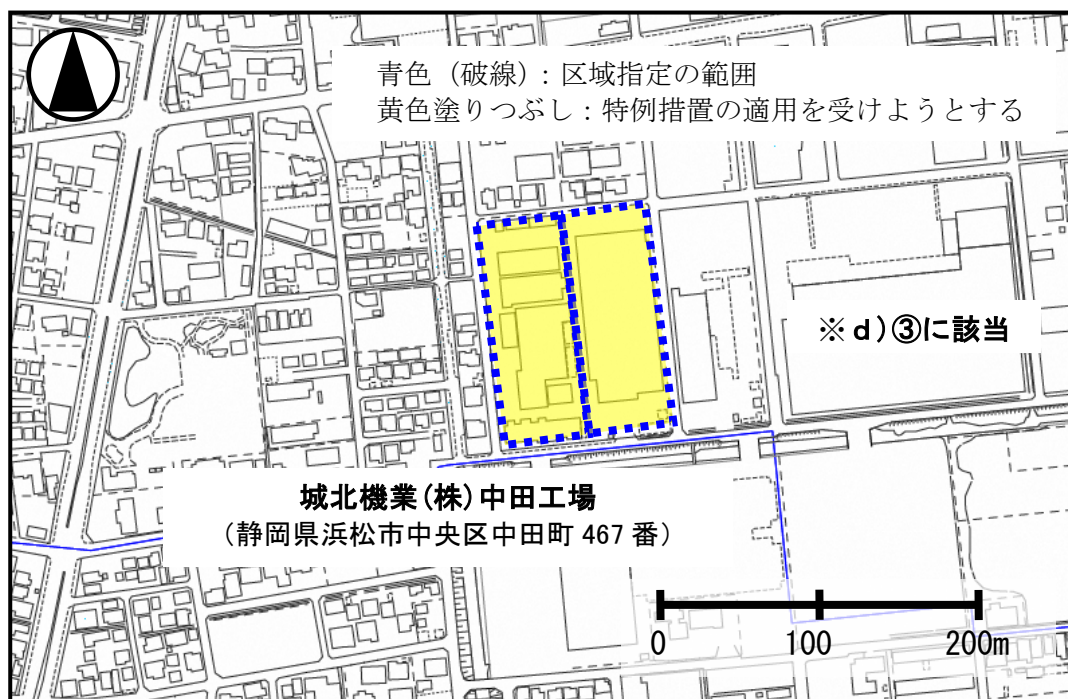 青色（破線）：区域指定の範囲
黄色塗りつぶし：特例措置の適用を受けようとする
※ｄ)③に該当
城北機業(株)中田工場
（静岡県浜松市中央区中田町 467 番）
0 100 200m